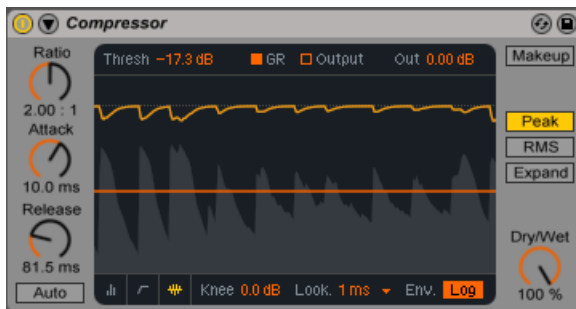 Compressor
Ratio
2.00 : 1
Attack
10.0 ms
Release
81.5 ms
Auto
Thresh -17.3 dB GR Output Out 0.00 dB
Knee 0.0 dB Look. 1 ms Env. Log
Makeup
Peak
RMS
Expand
Dry/Wet
100 %